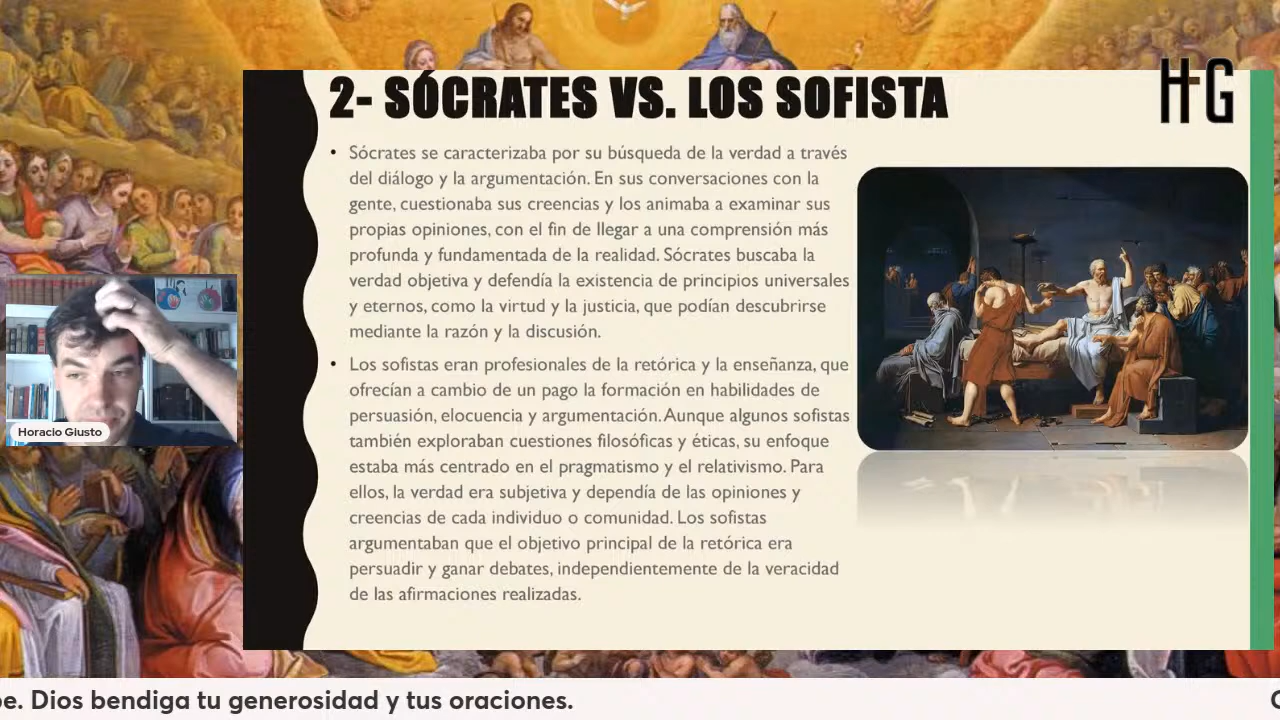 2- SÓCRATES VS. LOS SOFISTA
HG
• Sócrates se caracterizaba por su búsqueda de la verdad a través
del diálogo y la argumentación. En sus conversaciones con la
gente, cuestionaba sus creencias y los animaba a examinar sus
propias opiniones, con el fin de llegar a una comprensión más
profunda y fundamentada de la realidad. Sócrates buscaba la
verdad objetiva y defendía la existencia de principios universales
y eternos, como la virtud y la justicia, que podían descubrirse
mediante la razón y la discusión.
• Los sofistas eran profesionales de la retórica y la enseñanza, que
ofrecían a cambio de un pago la formación en habilidades de
persuasión, elocuencia y argumentación. Aunque algunos sofistas
también exploraban cuestiones filosóficas y éticas, su enfoque
estaba más centrado en el pragmatismo y el relativismo. Para
ellos, la verdad era subjetiva y dependía de las opiniones y
creencias de cada individuo o comunidad. Los sofistas
argumentaban que el objetivo principal de la retórica era
persuadir y ganar debates, independientemente de la veracidad
de las afirmaciones realizadas.
Horacio Giusto
Dios bendiga tu generosidad y tus oraciones.